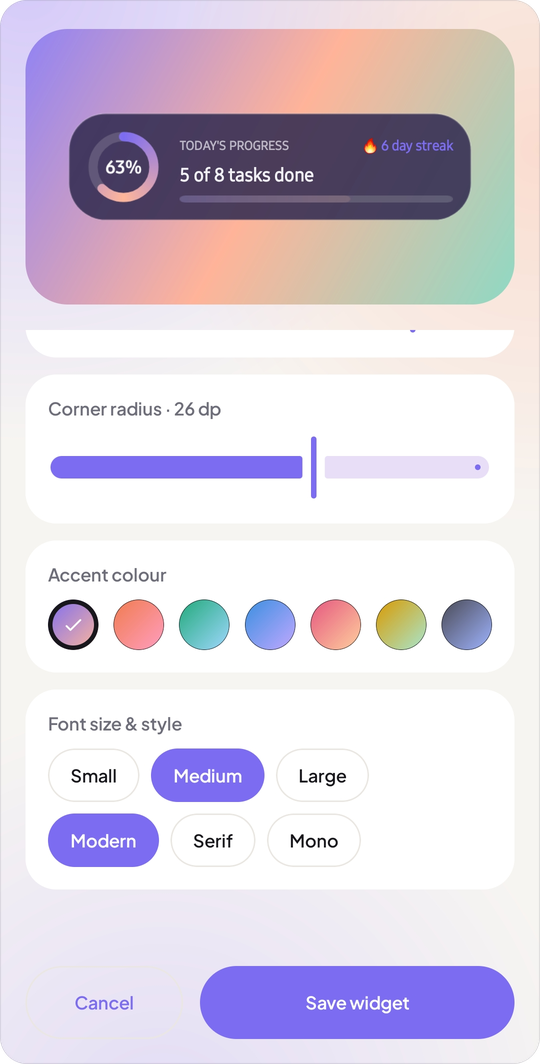 63%
TODAY'S PROGRESS
🔥 6 day streak
5 of 8 tasks done
Corner radius · 26 dp
Accent colour
Font size & style
Small Medium Large
Modern Serif Mono
Cancel Save widget